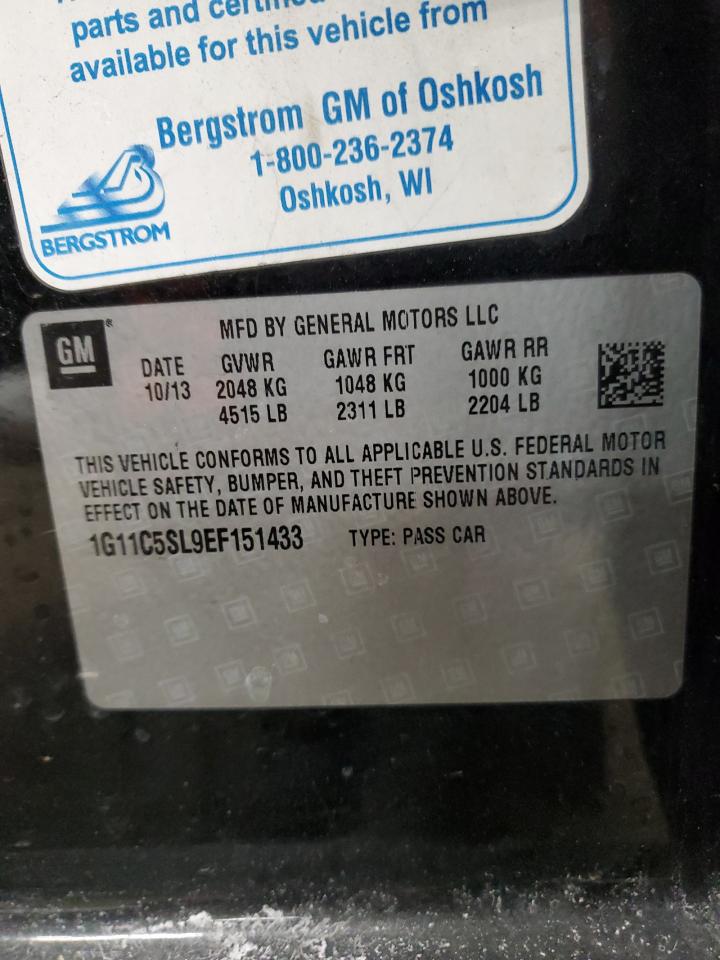 parts and certified
available for this vehicle from
Bergstrom GM of Oshkosh
1-800-236-2374
Oshkosh, WI
BERGSTROM
GM
MFD BY GENERAL MOTORS LLC
DATE GVWR GAWR FRT GAWR RR
10/13 2048 KG 1048 KG 1000 KG
4515 LB 2311 LB 2204 LB
THIS VEHICLE CONFORMS TO ALL APPLICABLE U.S. FEDERAL MOTOR
VEHICLE SAFETY, BUMPER, AND THEFT PREVENTION STANDARDS IN
EFFECT ON THE DATE OF MANUFACTURE SHOWN ABOVE.
1G11C5SL9EF151433 TYPE: PASS CAR